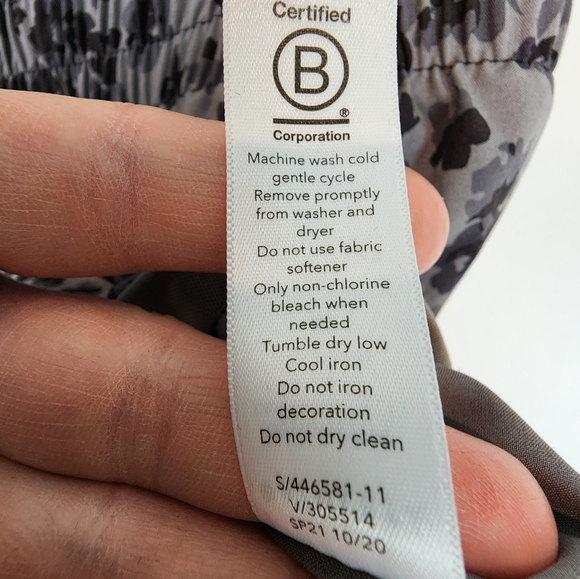 Certified
B
®
Corporation
Machine wash cold
gentle cycle
Remove promptly
from washer and
dryer
Do not use fabric
softener
Only non-chlorine
bleach when
needed
Tumble dry low
Cool iron
Do not iron
decoration
Do not dry clean
S/446581-11
V/305514
SP21 10/20